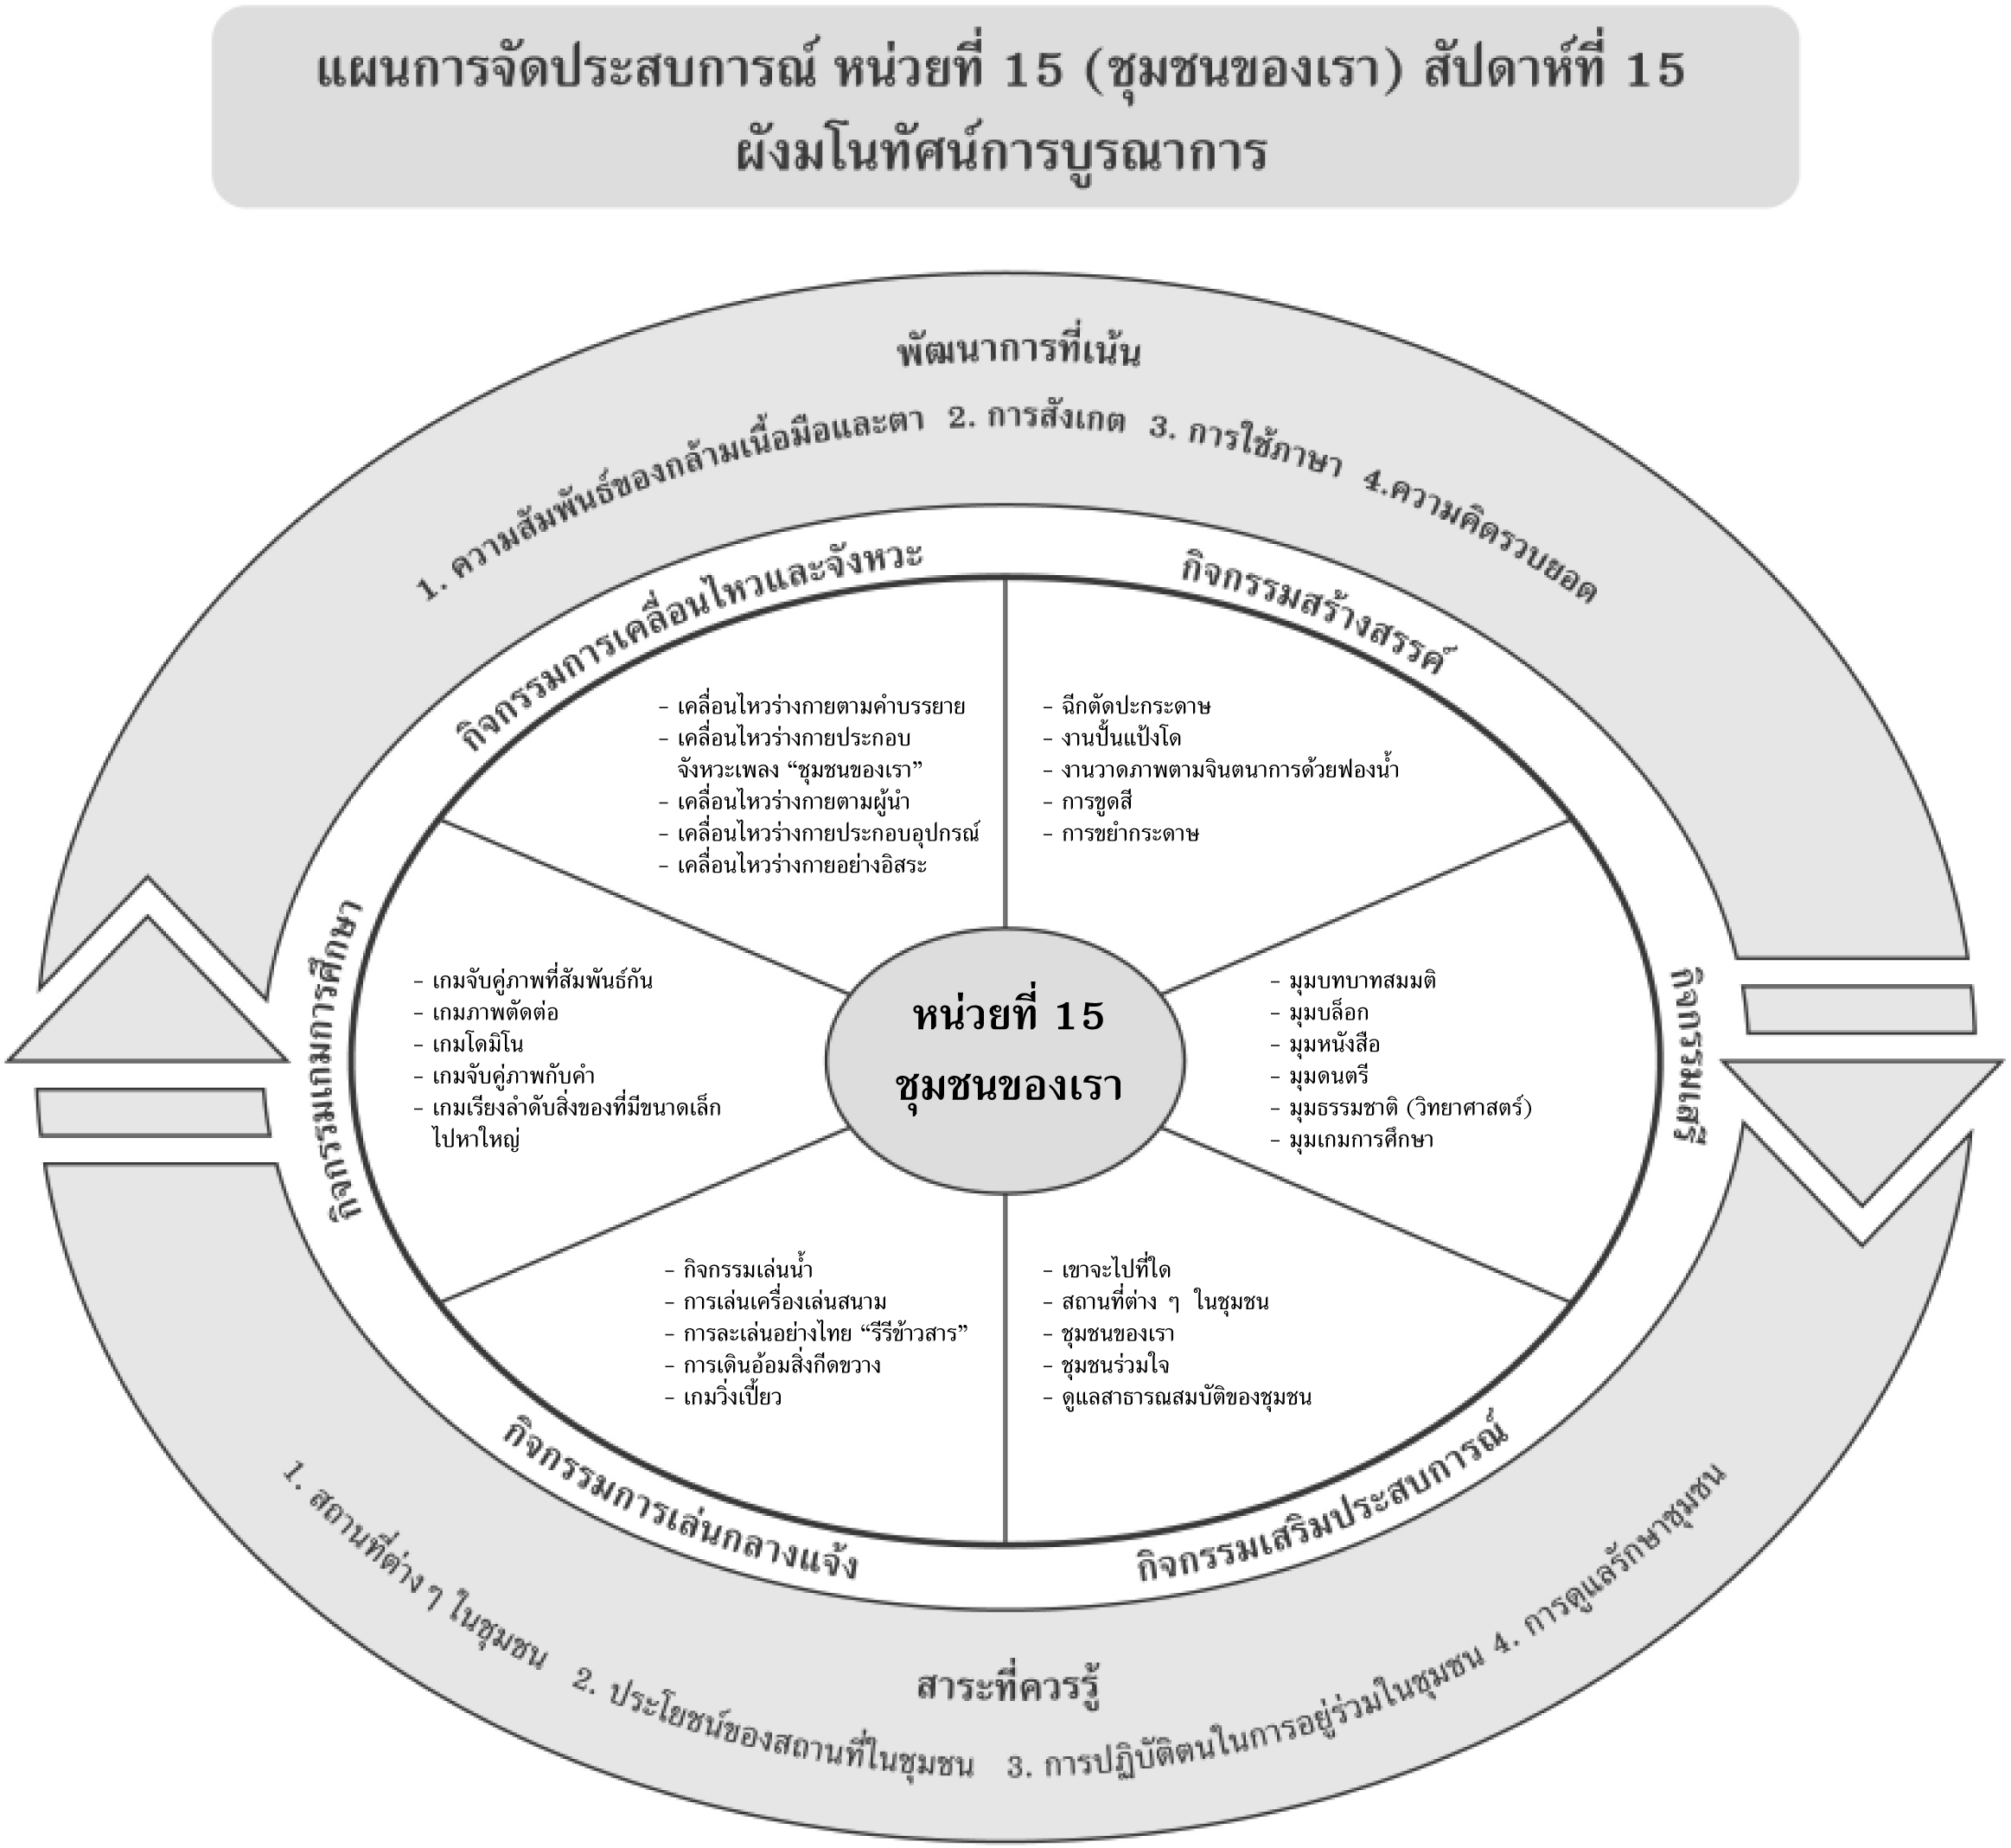 แผนการจัดประสบการณ์ หน่วยที่ 15 (ชุมชนของเรา) สัปดาห์ที่ 15
ผังมโนทัศน์การบูรณาการ
พัฒนาการที่เน้น
1. ความสัมพันธ์ของกล้ามเนื้อมือและตา 2. การสังเกต 3. การใช้ภาษา 4.ความคิดรวบยอด
กิจกรรมการเคลื่อนไหวและจังหวะ
- เคลื่อนไหวร่างกายตามคำบรรยาย
- เคลื่อนไหวร่างกายประกอบ
จังหวะเพลง “ชุมชนของเรา”
- เคลื่อนไหวร่างกายตามผู้นำ
- เคลื่อนไหวร่างกายประกอบอุปกรณ์
- เคลื่อนไหวร่างกายอย่างอิสระ
กิจกรรมสร้างสรรค์
- ฉีกตัดปะกระดาษ
- งานปั้นแป้งโด
- งานวาดภาพตามจินตนาการด้วยฟองน้ำ
- การขูดสี
- การขยำกระดาษ
กิจกรรมเกมการศึกษา
- เกมจับคู่ภาพที่สัมพันธ์กัน
- เกมภาพตัดต่อ
- เกมโดมิโน
- เกมจับคู่ภาพกับคำ
- เกมเรียงลำดับสิ่งของที่มีขนาดเล็ก
ไปหาใหญ่
หน่วยที่ 15
ชุมชนของเรา
กิจกรรมเสรี
- มุมบทบาทสมมติ
- มุมบล็อก
- มุมหนังสือ
- มุมดนตรี
- มุมธรรมชาติ (วิทยาศาสตร์)
- มุมเกมการศึกษา
- กิจกรรมเล่นน้ำ
- การเล่นเครื่องเล่นสนาม
- การละเล่นอย่างไทย “รีรีข้าวสาร”
- การเดินอ้อมสิ่งกีดขวาง
- เกมวิ่งเปี้ยว
กิจกรรมการเล่นกลางแจ้ง
- เขาจะไปที่ใด
- สถานที่ต่าง ๆ ในชุมชน
- ชุมชนของเรา
- ชุมชนร่วมใจ
- ดูแลสาธารณสมบัติของชุมชน
กิจกรรมเสริมประสบการณ์
สาระที่ควรรู้
1. สถานที่ต่างๆ ในชุมชน 2. ประโยชน์ของสถานที่ในชุมชน 3. การปฏิบัติตนในการอยู่ร่วมในชุมชน 4. การดูแลรักษาชุมชน